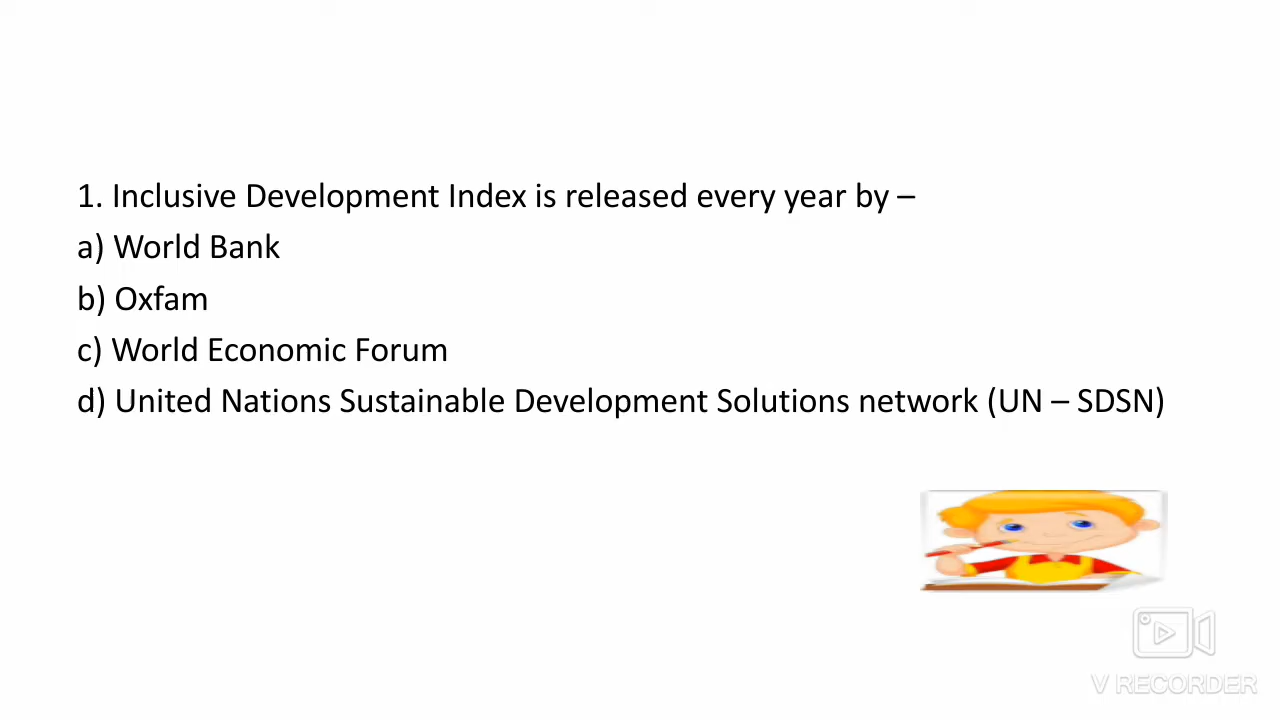 1. Inclusive Development Index is released every year by –
a) World Bank
b) Oxfam
c) World Economic Forum
d) United Nations Sustainable Development Solutions network (UN – SDSN)
V RECORDER